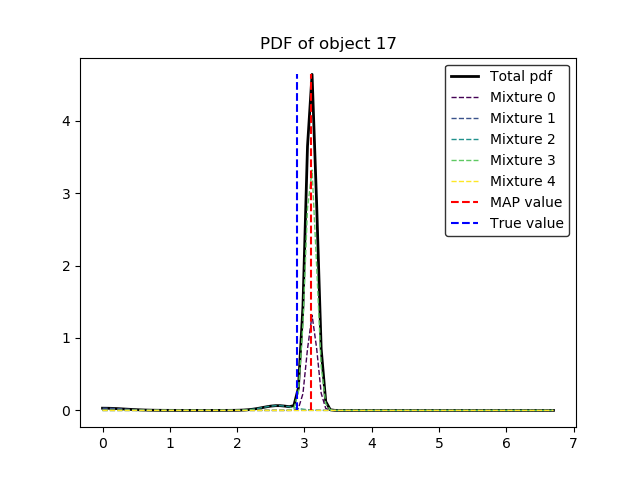 PDF of object 17
Total pdf
Mixture 0
Mixture 1
Mixture 2
Mixture 3
Mixture 4
MAP value
True value
4
3
2
1
0
0 1 2 3 4 5 6 7